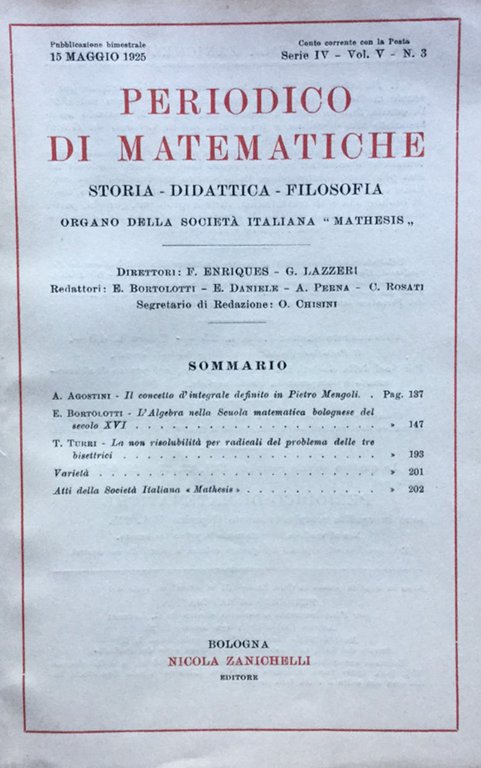 Pubblicazione bimestrale
15 MAGGIO 1925
Conto corrente con la Posta
Serie IV - Vol. V - N. 3
PERIODICO
DI MATEMATICHE
STORIA - DIDATTICA - FILOSOFIA
ORGANO DELLA SOCIETÀ ITALIANA “ MATHESIS „
DIRETTORI: F. ENRIQUES - G. LAZZERI
Redattori: E. BORTOLOTTI - E. DANIELE - A. PERNA - C. ROSATI
Segretario di Redazione: O. CHISINI
SOMMARIO
A. AGOSTINI - Il concetto d'integrale definito in Pietro Mengoli. . Pag. 137
E. BORTOLOTTI - L'Algebra nella Scuola matematica bolognese del
secolo XVI . . . . . . . . . . . . . . . . . . » 147
T. TURRI - La non risolubilità per radicali del problema delle tre
bisettrici . . . . . . . . . . . . . . . . . . » 193
Varietà . . . . . . . . . . . . . . . . . . . . » 201
Atti della Società Italiana « Mathesis » . . . . . . . . . . » 202
BOLOGNA
NICOLA ZANICHELLI
EDITORE